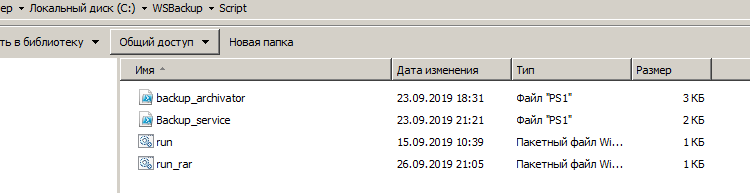 ер ▸ Локальный диск (C:) ▸ WSBackup ▸ Script
ть в библиотеку ▼ Общий доступ ▼ Новая папка
Имя Дата изменения Тип Размер
backup_archivator 23.09.2019 18:31 Файл "PS1" 3 КБ
Backup_service 23.09.2019 21:21 Файл "PS1" 2 КБ
run 15.09.2019 10:39 Пакетный файл Wi... 1 КБ
run_rar 26.09.2019 21:05 Пакетный файл Wi... 1 КБ